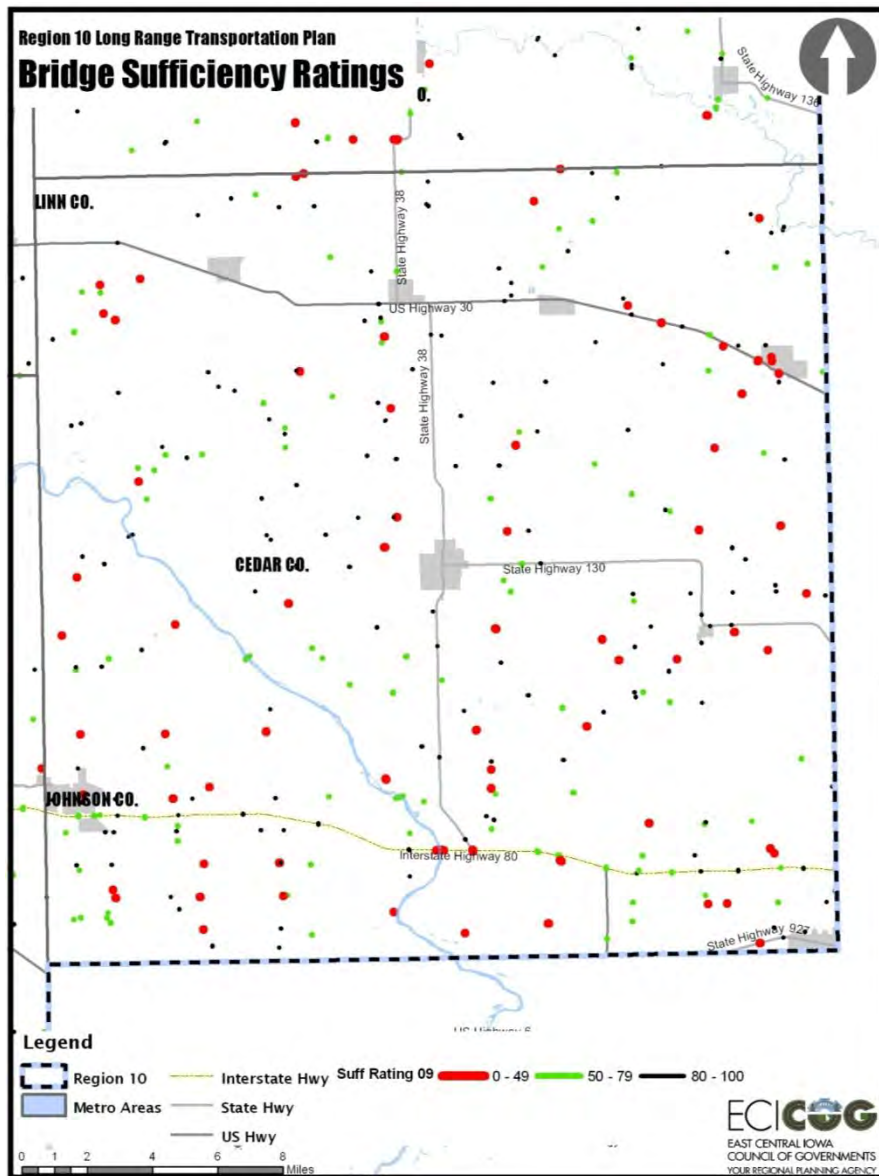 Region 10 Long Range Transportation Plan
Bridge Sufficiency Ratings
O.
State Highway 136
LINN CO.
State Highway 38
US Highway 30
State Highway 38
CEDAR CO.
State Highway 130
JOHNSON CO.
Interstate Highway 80
State Highway 927
US Highway 6
Legend
Region 10
Interstate Hwy
Suff Rating 09
0 - 49
50 - 79
80 - 100
Metro Areas
State Hwy
US Hwy
0 1 2 4 6 8
Miles
ECICOG
EAST CENTRAL IOWA
COUNCIL OF GOVERNMENTS
YOUR REGIONAL PLANNING AGENCY